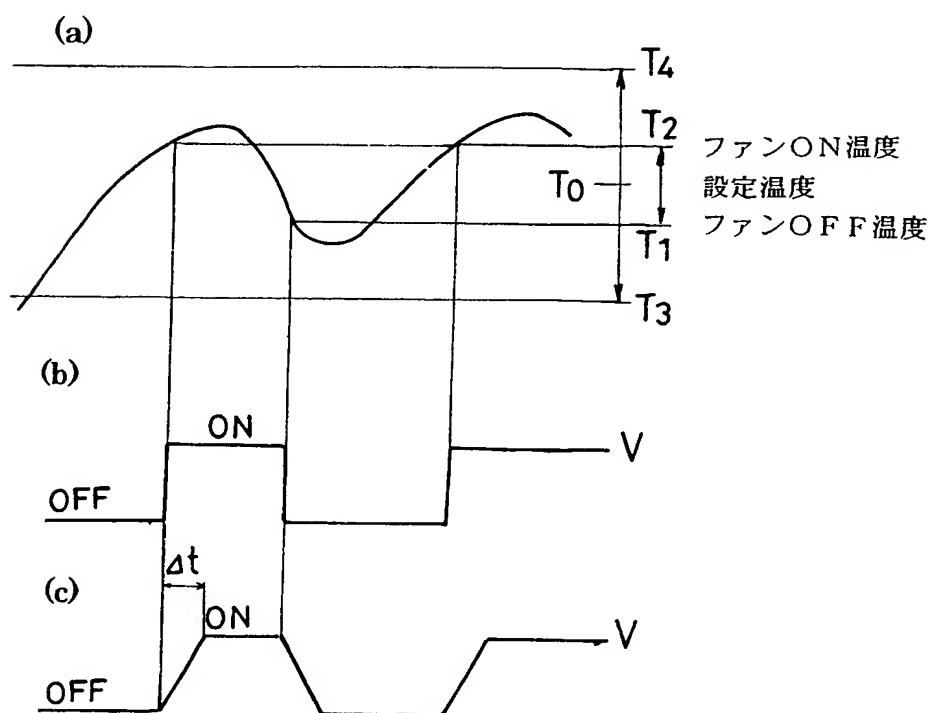 (a)
T4
T2 ファンON温度
T0 設定温度
T1 ファンOFF温度
T3
(b)
ON
V
OFF
Δt
(c)
ON
V
OFF